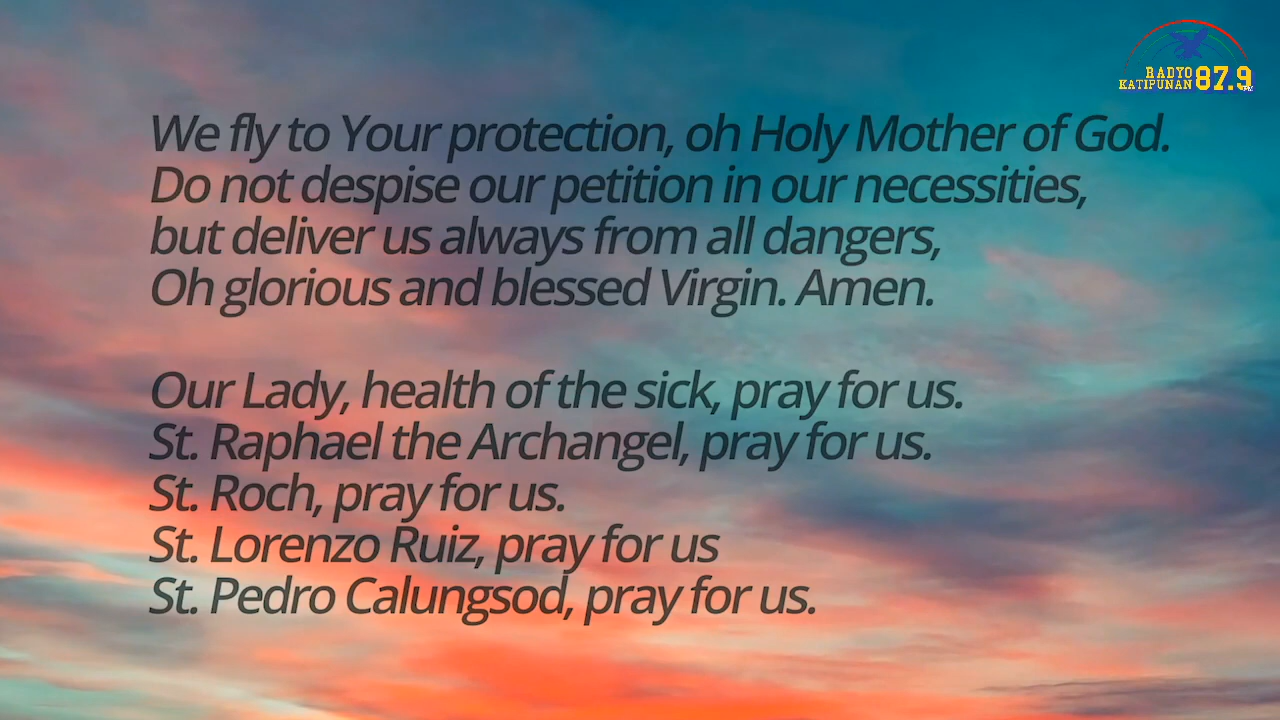 RADYO
KATIPUNAN 87.9
We fly to Your protection, oh Holy Mother of God.
Do not despise our petition in our necessities,
but deliver us always from all dangers,
Oh glorious and blessed Virgin. Amen.
Our Lady, health of the sick, pray for us.
St. Raphael the Archangel, pray for us.
St. Roch, pray for us.
St. Lorenzo Ruiz, pray for us
St. Pedro Calungsod, pray for us.